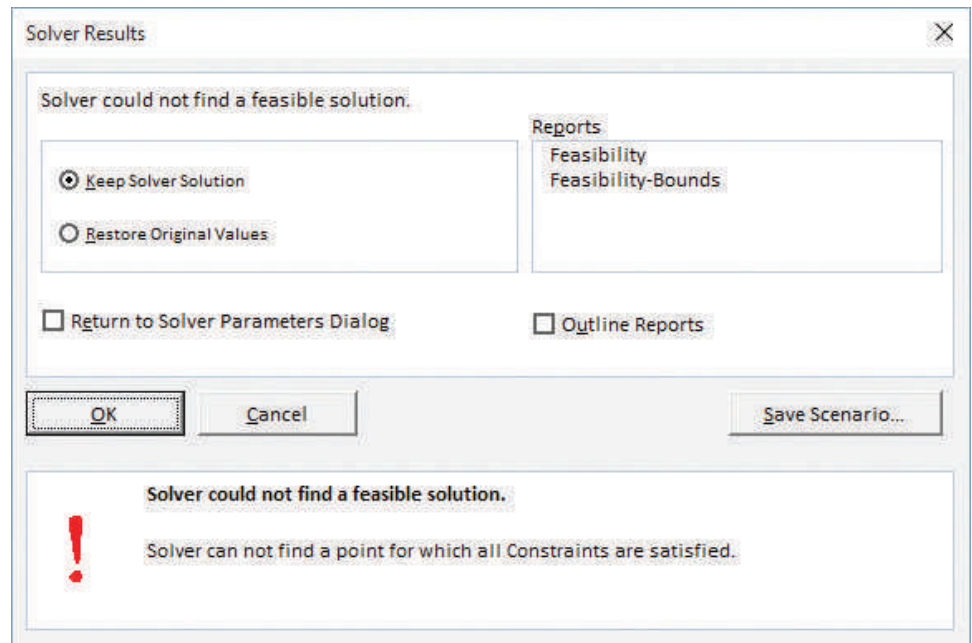 Solver Results
Solver could not find a feasible solution.
Reports
Feasibility
Feasibility-Bounds
Keep Solver Solution
Restore Original Values
Return to Solver Parameters Dialog
Outline Reports
OK
Cancel
Save Scenario...
Solver could not find a feasible solution.
Solver can not find a point for which all Constraints are satisfied.